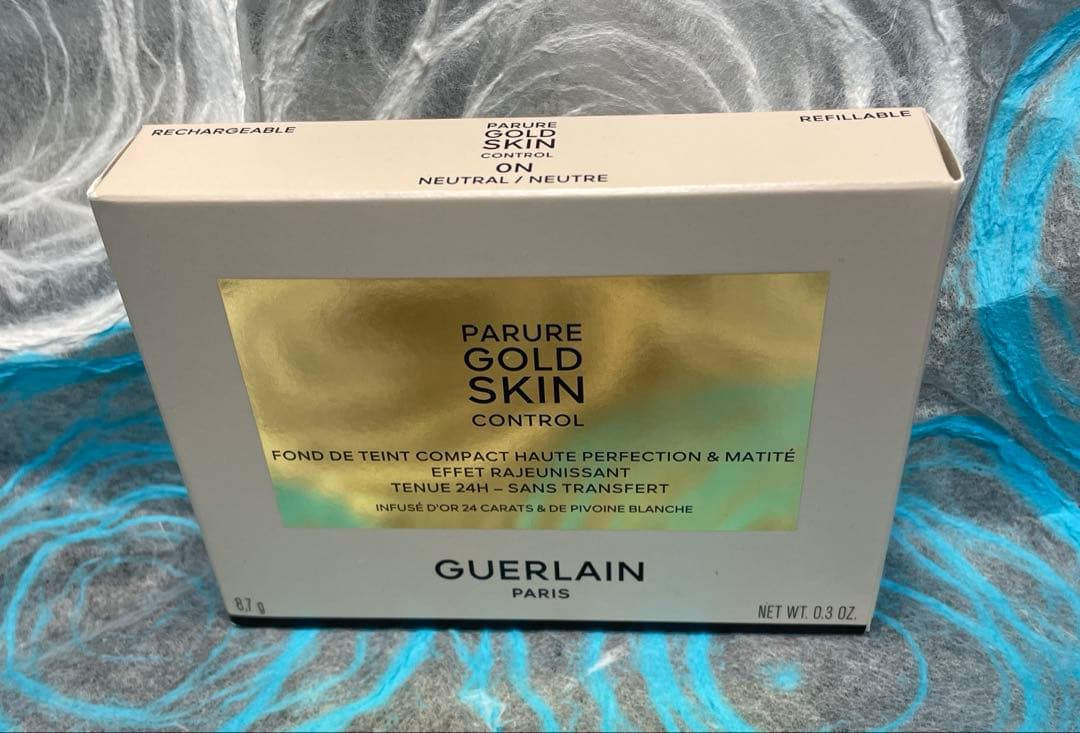 RECHARGEABLE
PARURE
GOLD
SKIN
CONTROL
0N
NEUTRAL / NEUTRE
REFILLABLE
PARURE
GOLD
SKIN
CONTROL
FOND DE TEINT COMPACT HAUTE PERFECTION & MATITÉ
EFFET RAJEUNISSANT
TENUE 24H – SANS TRANSFERT
INFUSÉ D'OR 24 CARATS & DE PIVOINE BLANCHE
GUERLAIN
PARIS
8,7 g
NET WT. 0.3 OZ.